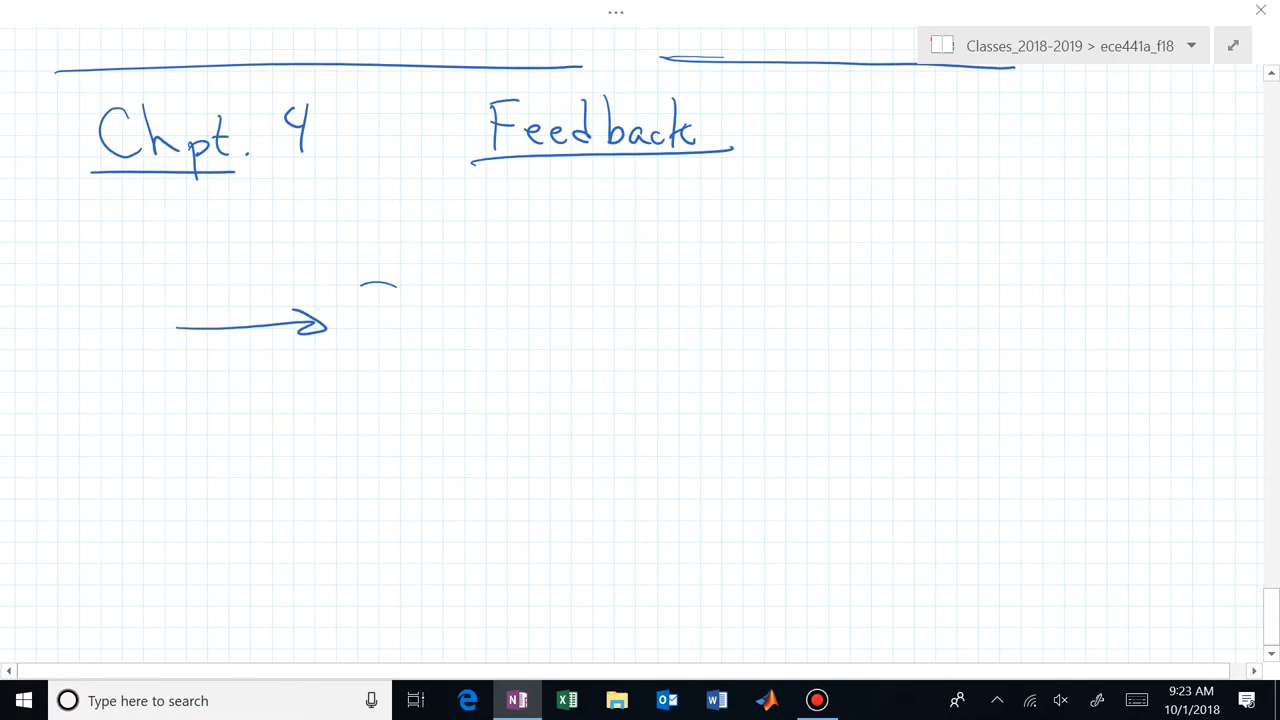 Classes_2018-2019 > ece441a_f18
Chpt. 4 Feedback
Type here to search
9:23 AM
10/1/2018